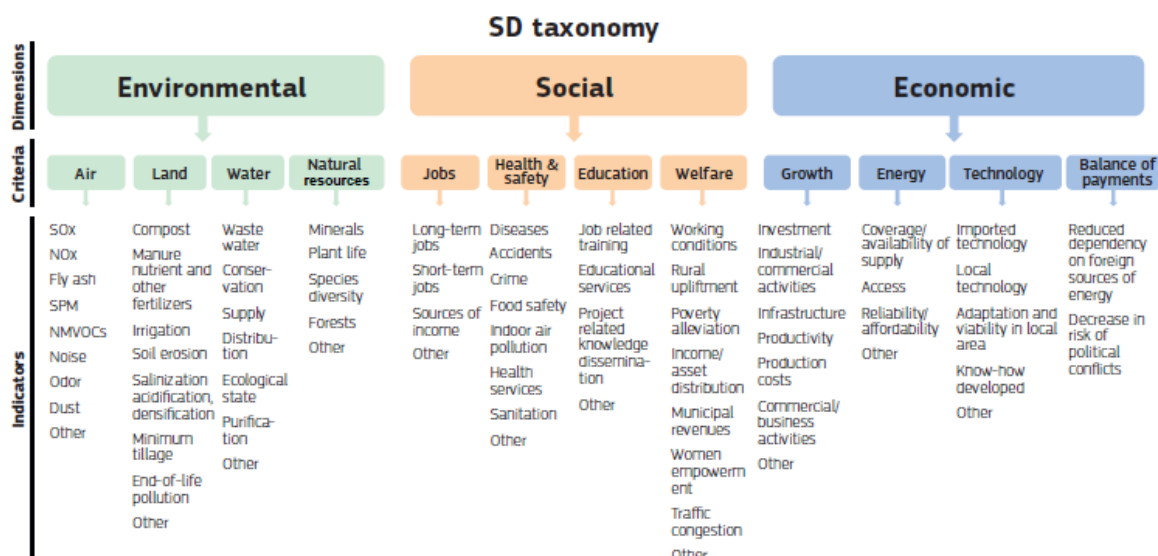 SD taxonomy
Dimensions
Environmental
Social
Economic
Criteria
Air
Land
Water
Natural
resources
Jobs
Health &
safety
Education
Welfare
Growth
Energy
Technology
Balance of
payments
Indicators
SOx
NOx
Fly ash
SPM
NMVOCs
Noise
Odor
Dust
Other
Compost
Manure
nutrient and
other
fertilizers
Irrigation
Soil erosion
Salinization
acidification,
densification
Minimum
tillage
End-of-life
pollution
Other
Waste
water
Conser-
vation
Supply
Distribu-
tion
Ecological
state
Purifica-
tion
Other
Minerals
Plant life
Species
diversity
Forests
Other
Long-term
jobs
Short-term
jobs
Sources of
income
Other
Diseases
Accidents
Crime
Food safety
Indoor air
pollution
Health
services
Sanitation
Other
Job related
training
Educational
services
Project
related
knowledge
dissemina-
tion
Other
Working
conditions
Rural
upliftment
Poverty
alleviation
Income/
asset
distribution
Municipal
revenues
Women
empowerm
ent
Traffic
congestion
Other
Investment
Industrial/
commercial
activities
Infrastructure
Productivity
Production
costs
Commercial/
business
activities
Other
Coverage/
availability of
supply
Access
Reliability/
affordability
Other
Imported
technology
Local
technology
Adaptation and
viability in local
area
Know-how
developed
Other
Reduced
dependency
on foreign
sources of
energy
Decrease in
risk of
political
conflicts